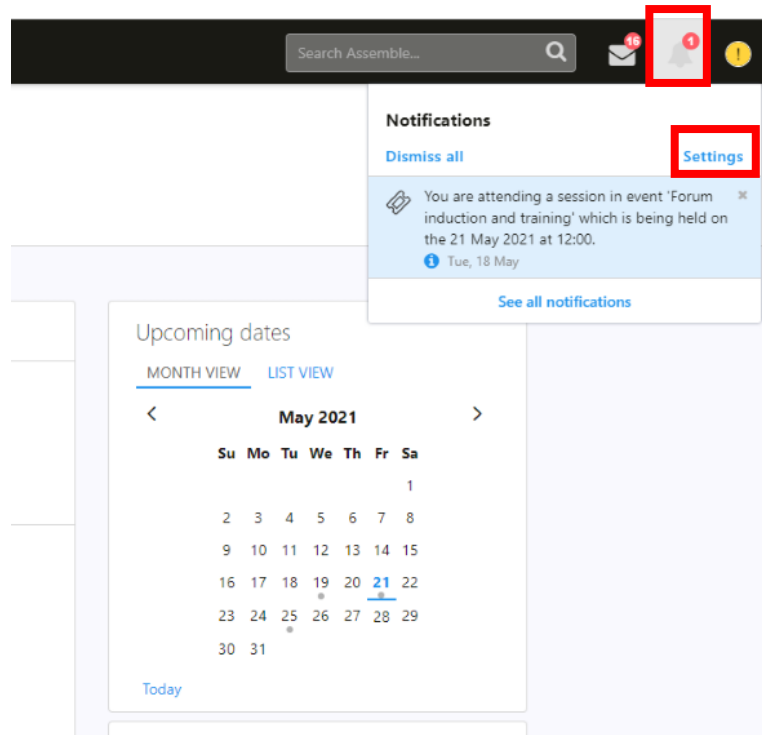 Search Assemble...
16
1
!
Notifications
Dismiss all
Settings
You are attending a session in event 'Forum
induction and training' which is being held on
the 21 May 2021 at 12:00.
Tue, 18 May
See all notifications
Upcoming dates
MONTH VIEW LIST VIEW
May 2021
Su Mo Tu We Th Fr Sa
1
2 3 4 5 6 7 8
9 10 11 12 13 14 15
16 17 18 19 20 21 22
23 24 25 26 27 28 29
30 31
Today